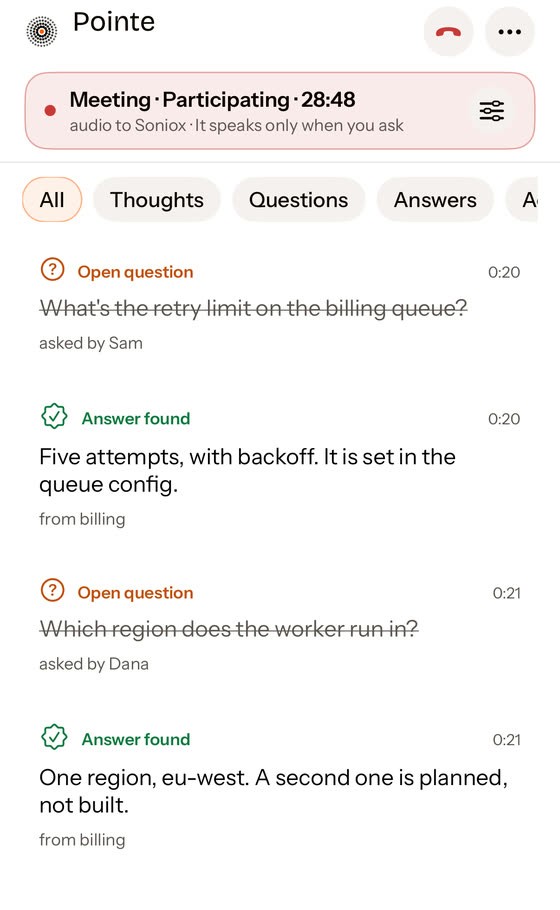 Pointe
Meeting · Participating · 28:48
audio to Soniox · It speaks only when you ask
All
Thoughts
Questions
Answers
Open question
0:20
What's the retry limit on the billing queue?
asked by Sam
Answer found
0:20
Five attempts, with backoff. It is set in the
queue config.
from billing
Open question
0:21
Which region does the worker run in?
asked by Dana
Answer found
0:21
One region, eu-west. A second one is planned,
not built.
from billing